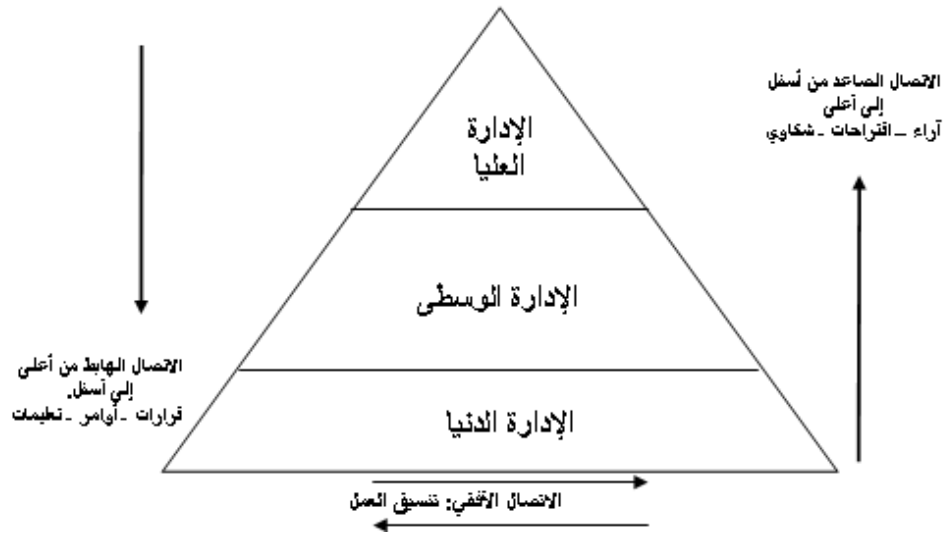 الاتصال الصاعد من أسفل
إلى أعلى
آراء – اقتراحات - شكاوي
الإدارة
العليا
الإدارة الوسطى
الاتصال الهابط من أعلى
إلى أسفل.
قرارات - أوامر - تعليمات
الإدارة الدنيا
الاتصال الأفقي: تنسيق العمل